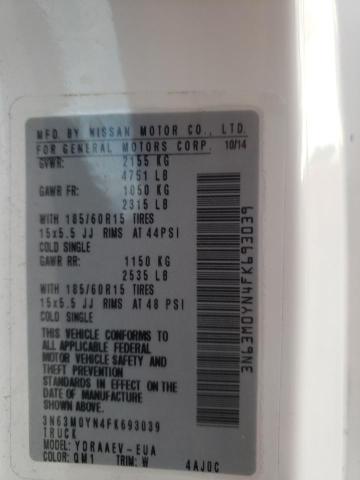 MFD. BY NISSAN MOTOR CO., LTD.
FOR GENERAL MOTORS CORP. 10/14
GVWR: 2155 KG
4751 LB
GAWR FR: 1050 KG
2315 LB
WITH 185/60R15 TIRES
15x5.5 JJ RIMS AT 44PSI
COLD SINGLE
GAWR RR: 1150 KG
2535 LB
WITH 185/60R15 TIRES
15x5.5 JJ RIMS AT 48 PSI
COLD SINGLE
THIS VEHICLE CONFORMS TO
ALL APPLICABLE FEDERAL
MOTOR VEHICLE SAFETY AND
THEFT PREVENTION
STANDARDS IN EFFECT ON THE
DATE OF MANUFACTURE
SHOWN ABOVE.
3N63M0YN4FK693039
TRUCK
MODEL: YDRAAEV-EUA
COLOR: QM1 TRIM: W 4AJ0C
3N63M0YN4FK693039